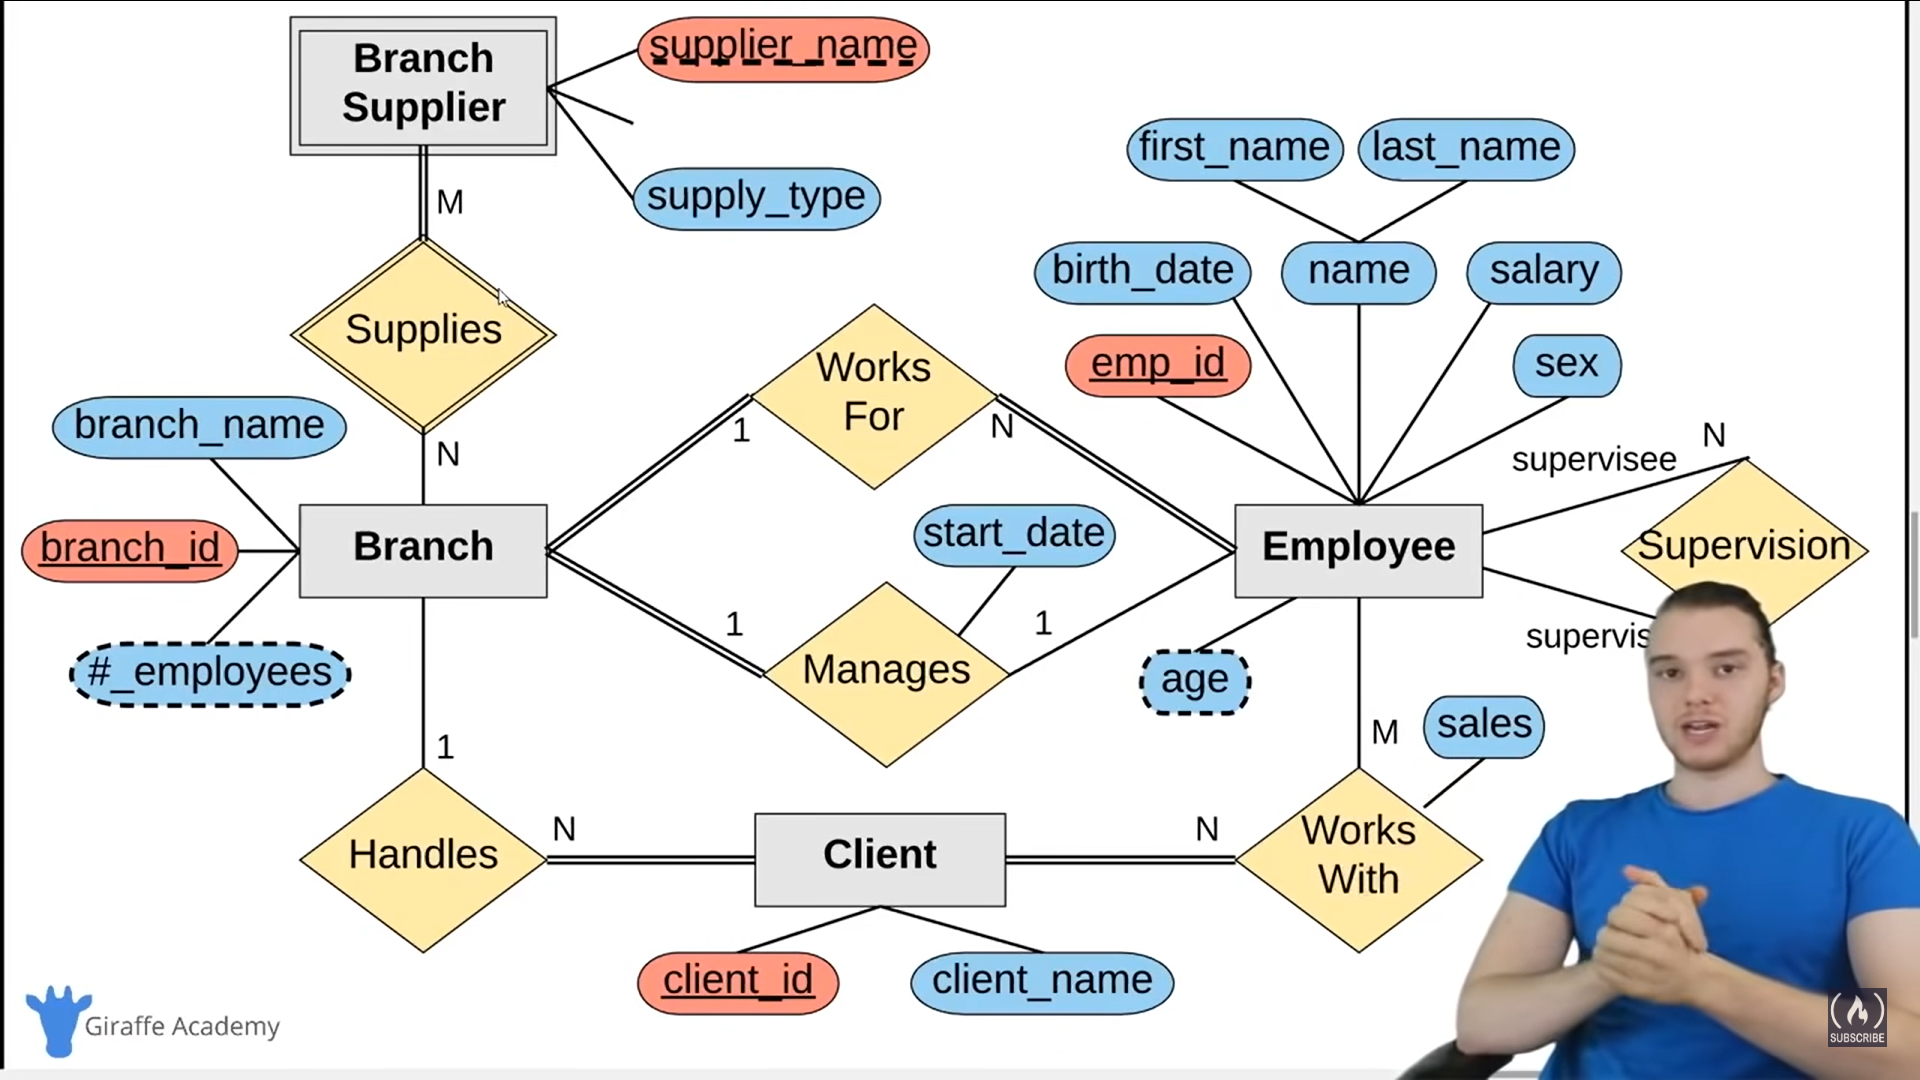 Branch
Supplier
supplier_name
supply_type
M
Supplies
N
first_name
last_name
birth_date
name
salary
emp_id
sex
Works
For
1
N
branch_name
branch_id
#_employees
Branch
start_date
1
Manages
1
Employee
supervisee
N
Supervision
supervis
age
M
sales
1
Handles
N
Client
N
Works
With
client_id
client_name
Giraffe Academy
SUBSCRIBE